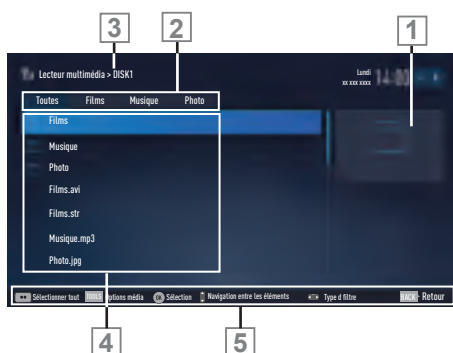 3 2 1
Lecteur multimédia > DISK1
Lundi
xx xxx xxxx
14:00
Toutes Films Musique Photo
Films
Musique
Photo
Films.avi
Films.str
Musique.mp3
Photo.jpg
Sélectionner tout TOOLS options média OK Sélection Navigation entre les éléments Type d filtre BACK - Retour
4 5